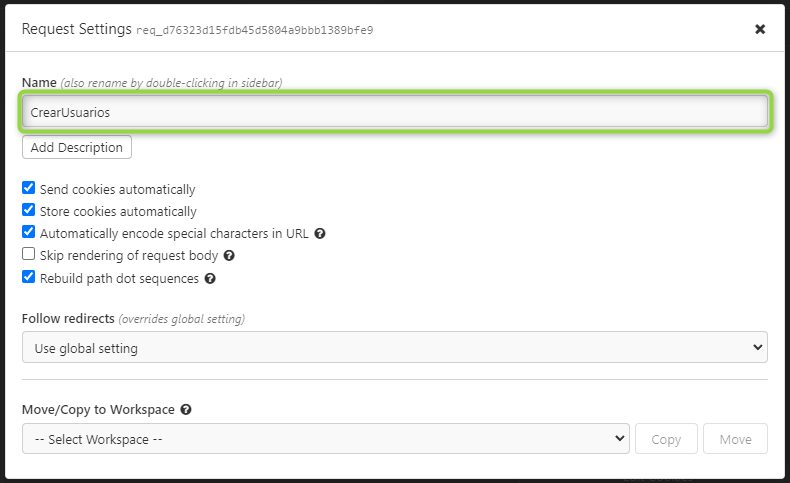 Request Settings req_d76323d15fdb45d5804a9bbb1389bfe9
Name (also rename by double-clicking in sidebar)
CrearUsuarios
Add Description
Send cookies automatically
Store cookies automatically
Automatically encode special characters in URL
Skip rendering of request body
Rebuild path dot sequences
Follow redirects (overrides global setting)
Use global setting
Move/Copy to Workspace
-- Select Workspace -- Copy Move